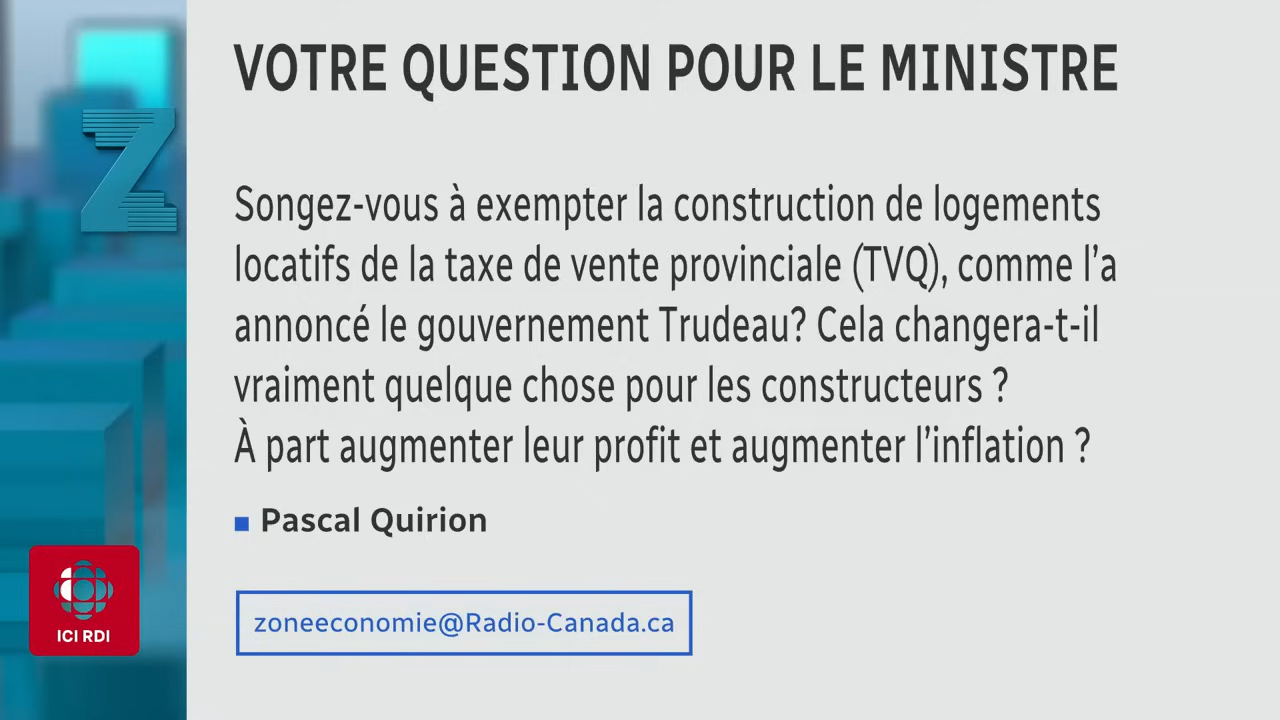 VOTRE QUESTION POUR LE MINISTRE
Songez-vous à exempter la construction de logements
locatifs de la taxe de vente provinciale (TVQ), comme l'a
annoncé le gouvernement Trudeau? Cela changera-t-il
vraiment quelque chose pour les constructeurs ?
À part augmenter leur profit et augmenter l'inflation ?
Pascal Quirion
zoneeconomie@Radio-Canada.ca
Z
ICI RDI